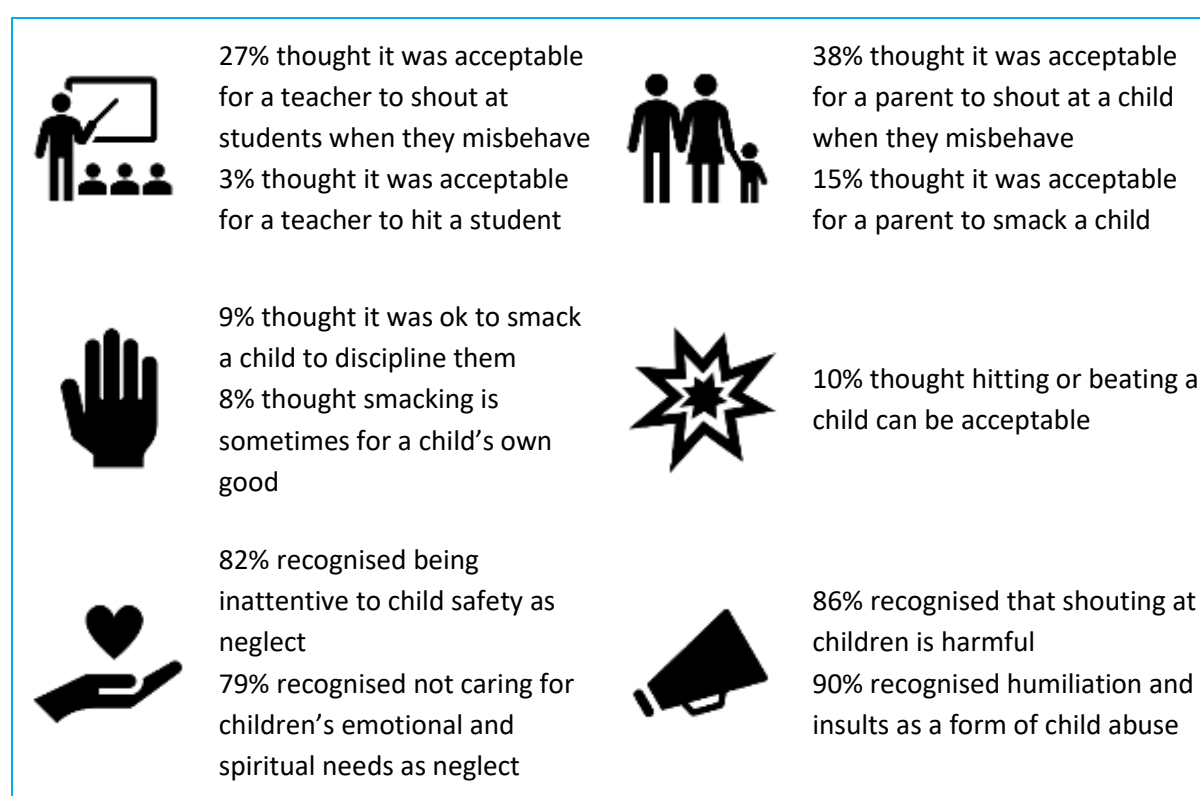 27% thought it was acceptable
for a teacher to shout at
students when they misbehave
3% thought it was acceptable
for a teacher to hit a student
38% thought it was acceptable
for a parent to shout at a child
when they misbehave
15% thought it was acceptable
for a parent to smack a child
9% thought it was ok to smack
a child to discipline them
8% thought smacking is
sometimes for a child’s own
good
10% thought hitting or beating a
child can be acceptable
82% recognised being
inattentive to child safety as
neglect
79% recognised not caring for
children’s emotional and
spiritual needs as neglect
86% recognised that shouting at
children is harmful
90% recognised humiliation and
insults as a form of child abuse